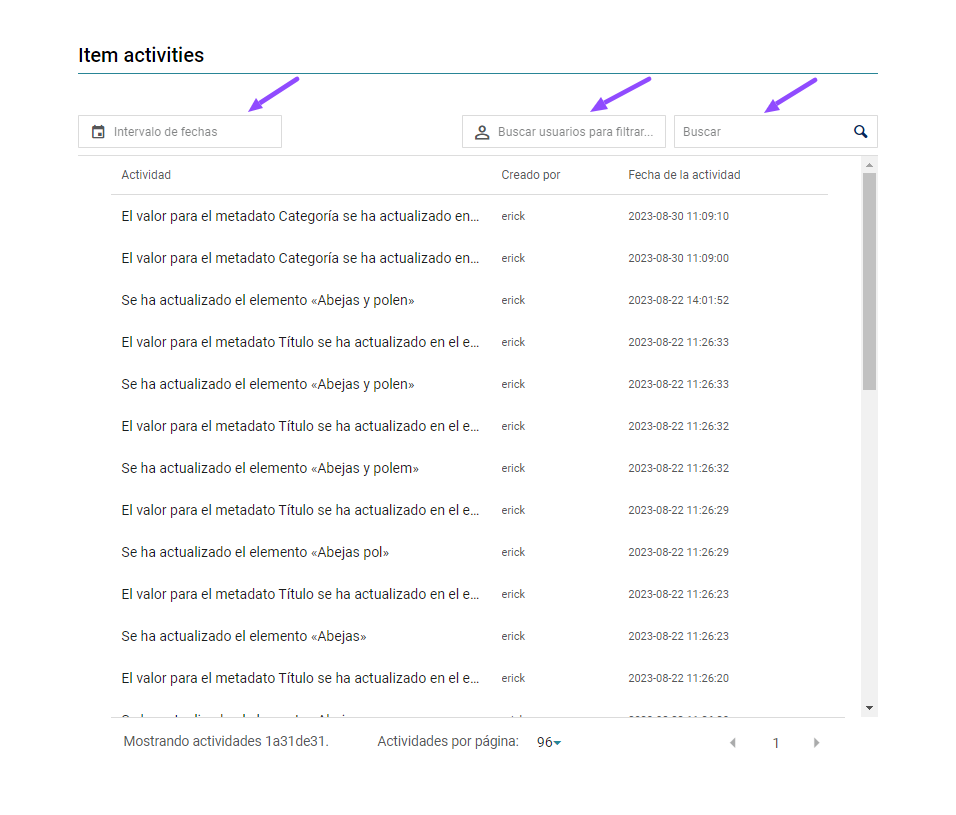 Item activities
Intervalo de fechas
Buscar usuarios para filtrar...
Buscar
Actividad Creado por Fecha de la actividad
El valor para el metadato Categoría se ha actualizado en... erick 2023-08-30 11:09:10
El valor para el metadato Categoría se ha actualizado en... erick 2023-08-30 11:09:00
Se ha actualizado el elemento «Abejas y polen» erick 2023-08-22 14:01:52
El valor para el metadato Título se ha actualizado en el e... erick 2023-08-22 11:26:33
Se ha actualizado el elemento «Abejas y polen» erick 2023-08-22 11:26:33
El valor para el metadato Título se ha actualizado en el e... erick 2023-08-22 11:26:32
Se ha actualizado el elemento «Abejas y polem» erick 2023-08-22 11:26:32
El valor para el metadato Título se ha actualizado en el e... erick 2023-08-22 11:26:29
Se ha actualizado el elemento «Abejas pol» erick 2023-08-22 11:26:29
El valor para el metadato Título se ha actualizado en el e... erick 2023-08-22 11:26:23
Se ha actualizado el elemento «Abejas» erick 2023-08-22 11:26:23
El valor para el metadato Título se ha actualizado en el e... erick 2023-08-22 11:26:20
Mostrando actividades 1a31de31. Actividades por página: 96 1